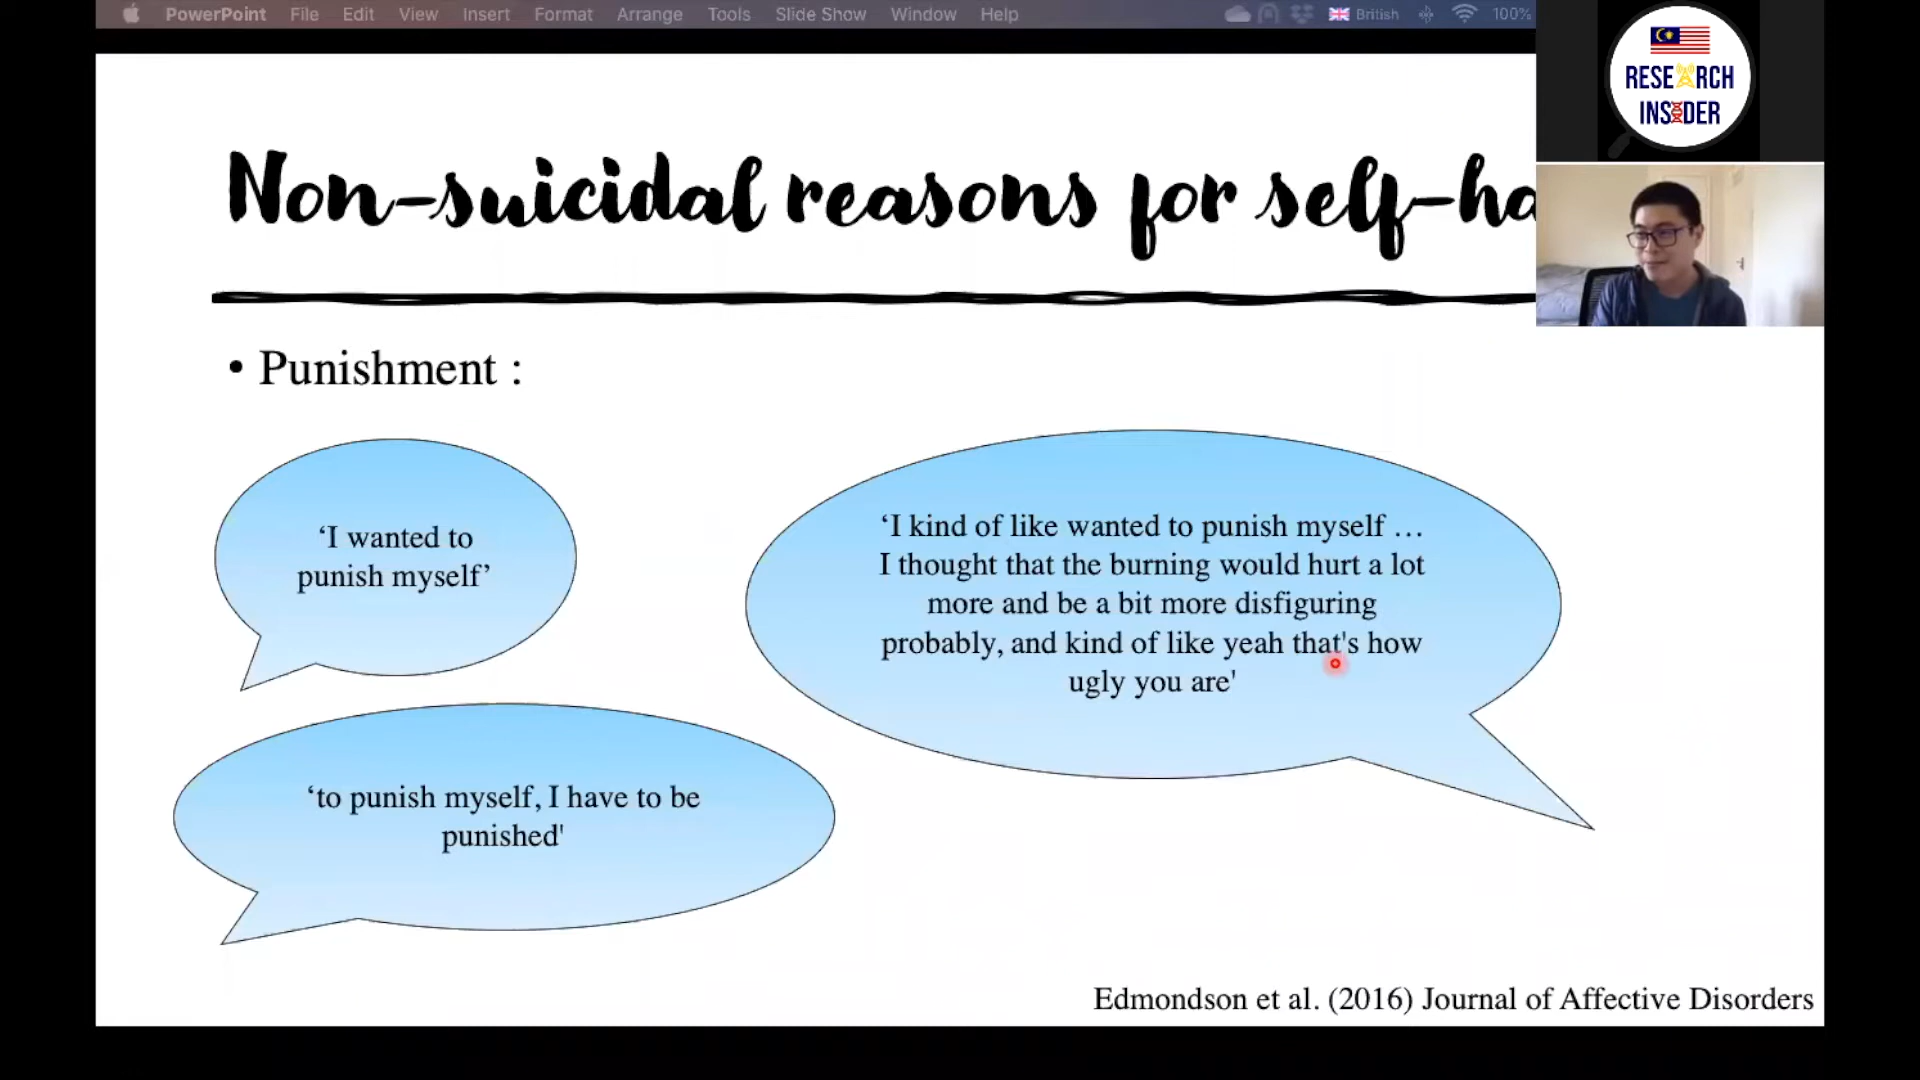 PowerPoint File Edit View Insert Format Arrange Tools Slide Show Window Help British 100%
RESEARCH
INSIDER
Non-suicidal reasons for self-ha
• Punishment :
‘I wanted to
punish myself’
‘I kind of like wanted to punish myself …
I thought that the burning would hurt a lot
more and be a bit more disfiguring
probably, and kind of like yeah that's how
ugly you are'
‘to punish myself, I have to be
punished'
Edmondson et al. (2016) Journal of Affective Disorders